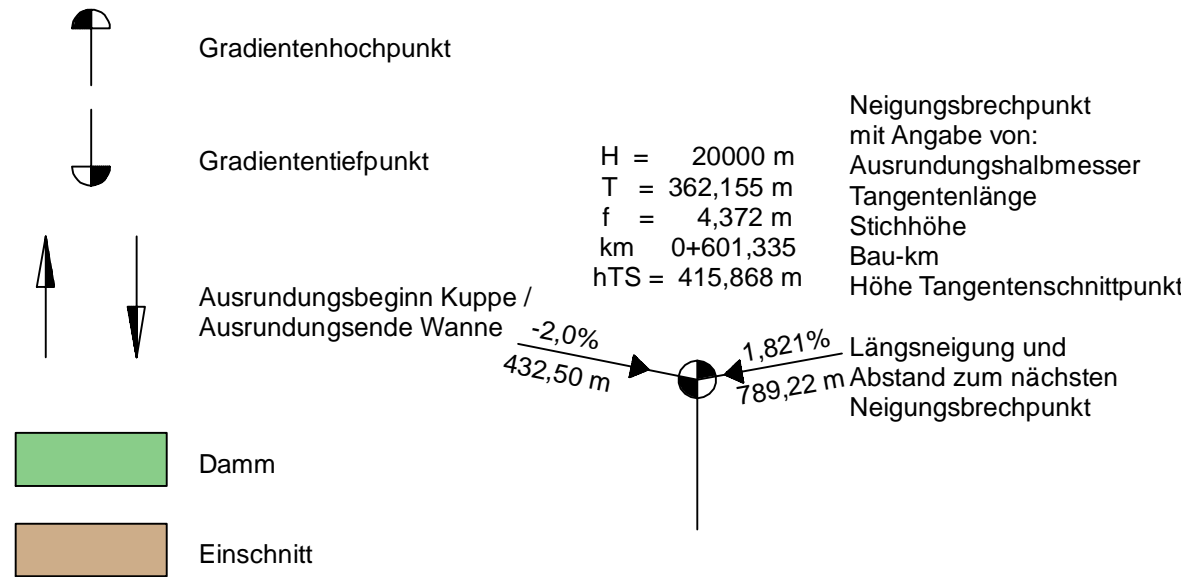 Gradientenhochpunkt
Gradiententiefpunkt
Ausrundungsbeginn Kuppe /
Ausrundungsende Wanne
Damm
Einschnitt
H = 20000 m
T = 362,155 m
f = 4,372 m
km 0+601,335
hTS = 415,868 m
Neigungsbrechpunkt
mit Angabe von:
Ausrundungshalbmesser
Tangentenlänge
Stichhöhe
Bau-km
Höhe Tangentenschnittpunkt
-2,0%
432,50 m
1,821%
789,22 m
Längsneigung und
Abstand zum nächsten
Neigungsbrechpunkt